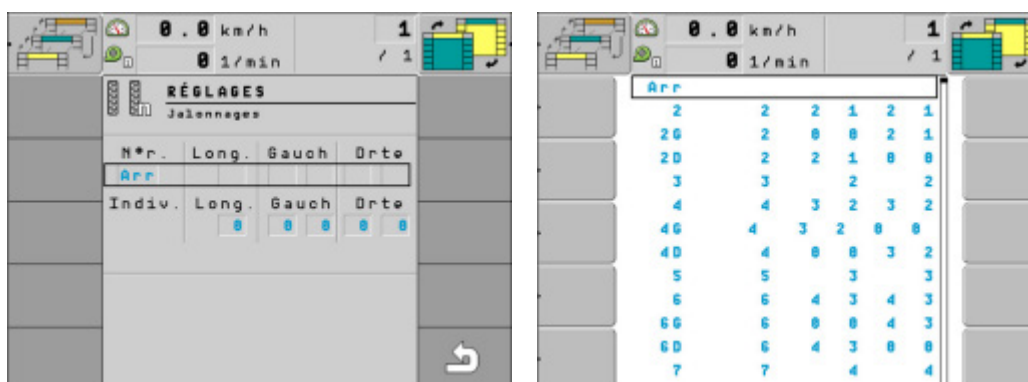 0.0 km/h
1
0 1/min
/ 1
RÉGLAGES
Jalonnages
N°r. Long. Gauch Drte
Arr
Indiv. Long. Gauch Drte
0 0 0 0 0
0.0 km/h
1
0 1/min
/ 1
Arr
2 2 2 1 2 1
2G 2 0 0 2 1
2D 2 2 1 0 0
3 3 2 2
4 4 3 2 3 2
4G 4 3 2 0 0
4D 4 0 0 3 2
5 5 3 3
6 6 4 3 4 3
6G 6 0 0 4 3
6D 6 4 3 0 0
7 7 4 4